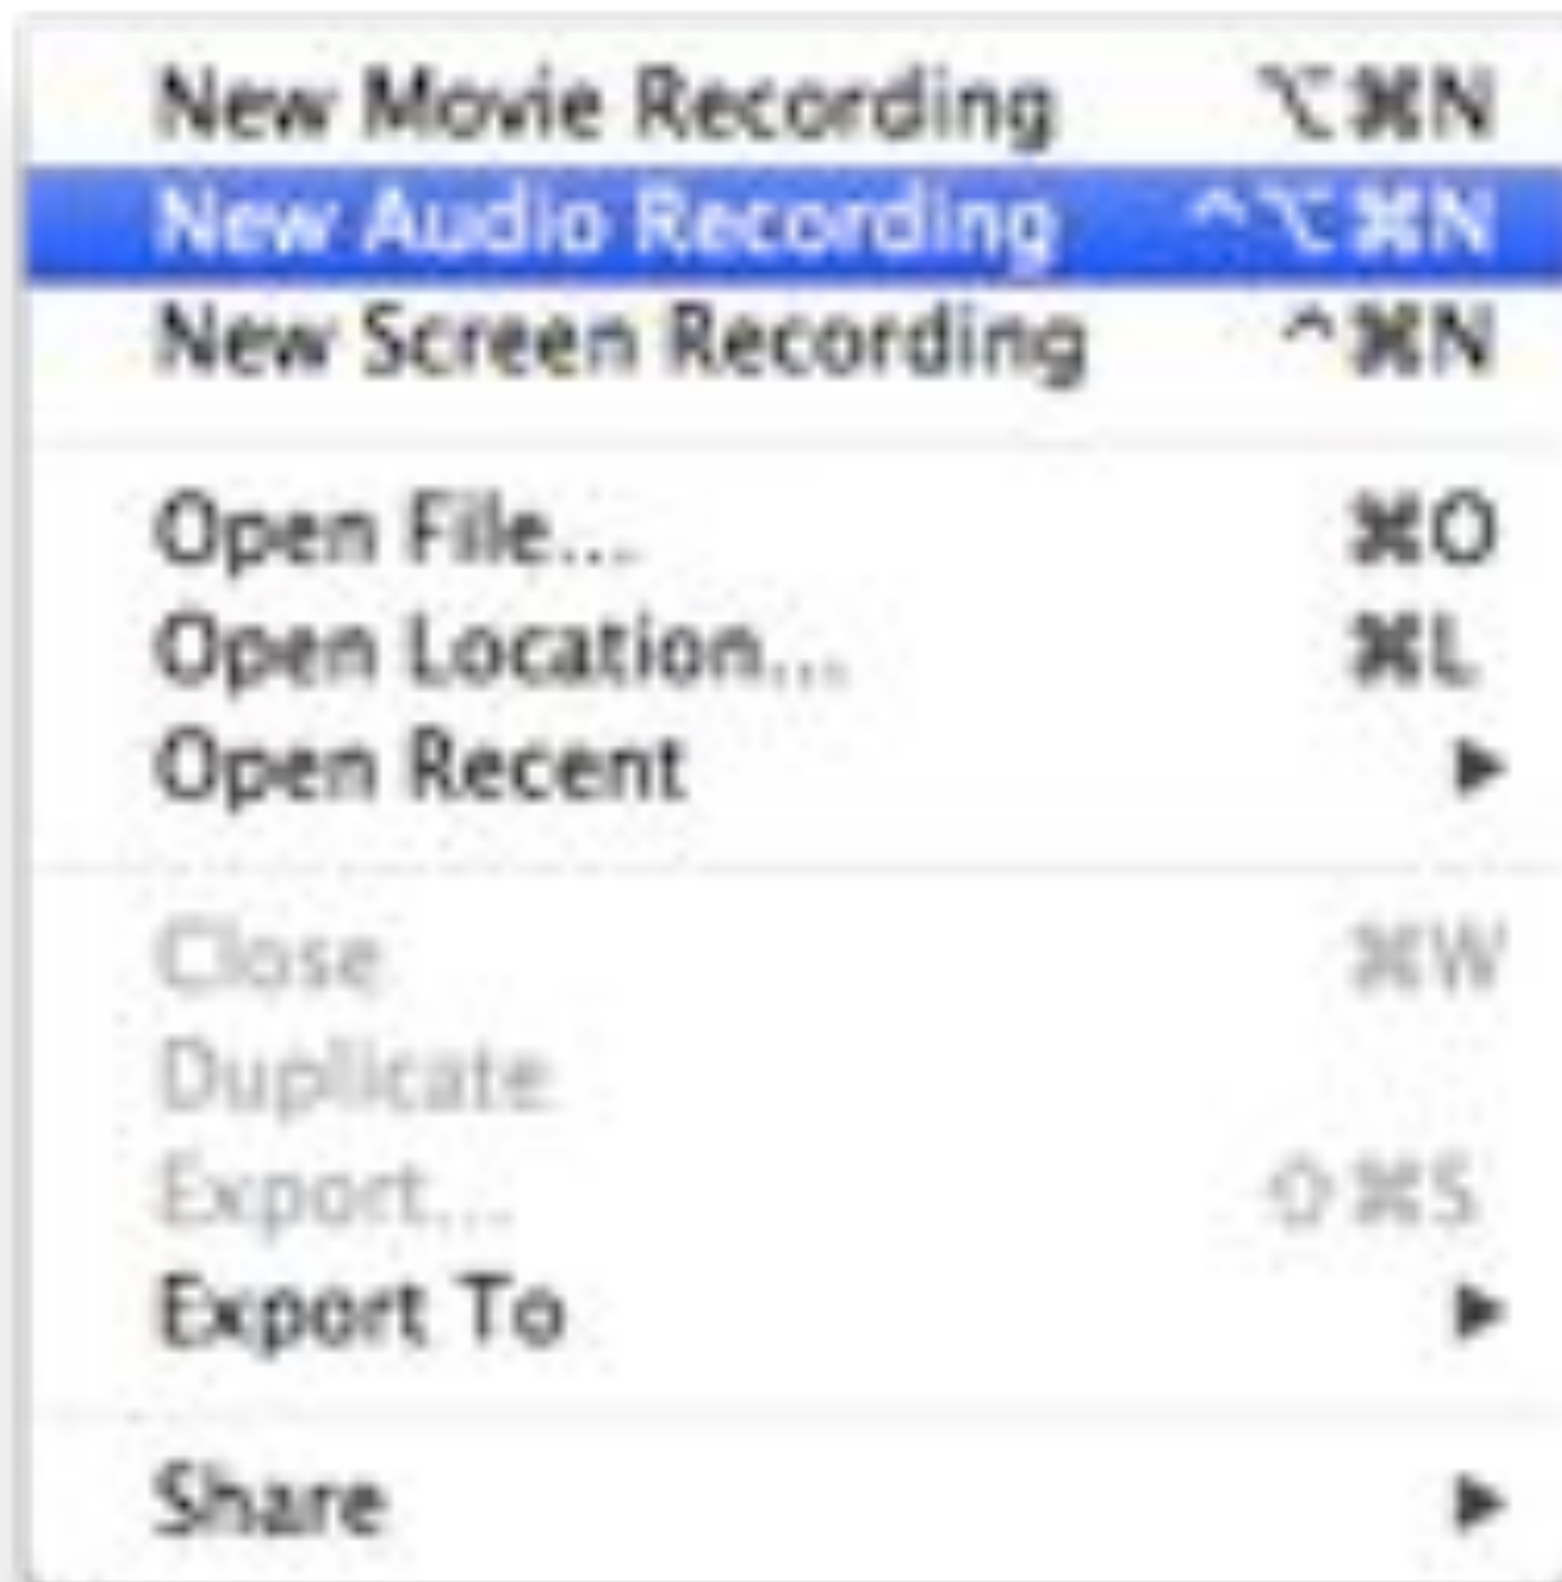 New Movie Recording ⌥⌘N
New Audio Recording ^⌥⌘N
New Screen Recording ^⌘N
Open File... ⌘O
Open Location... ⌘L
Open Recent ▶
Close ⌘W
Duplicate
Export... ⇧⌘S
Export To ▶
Share ▶